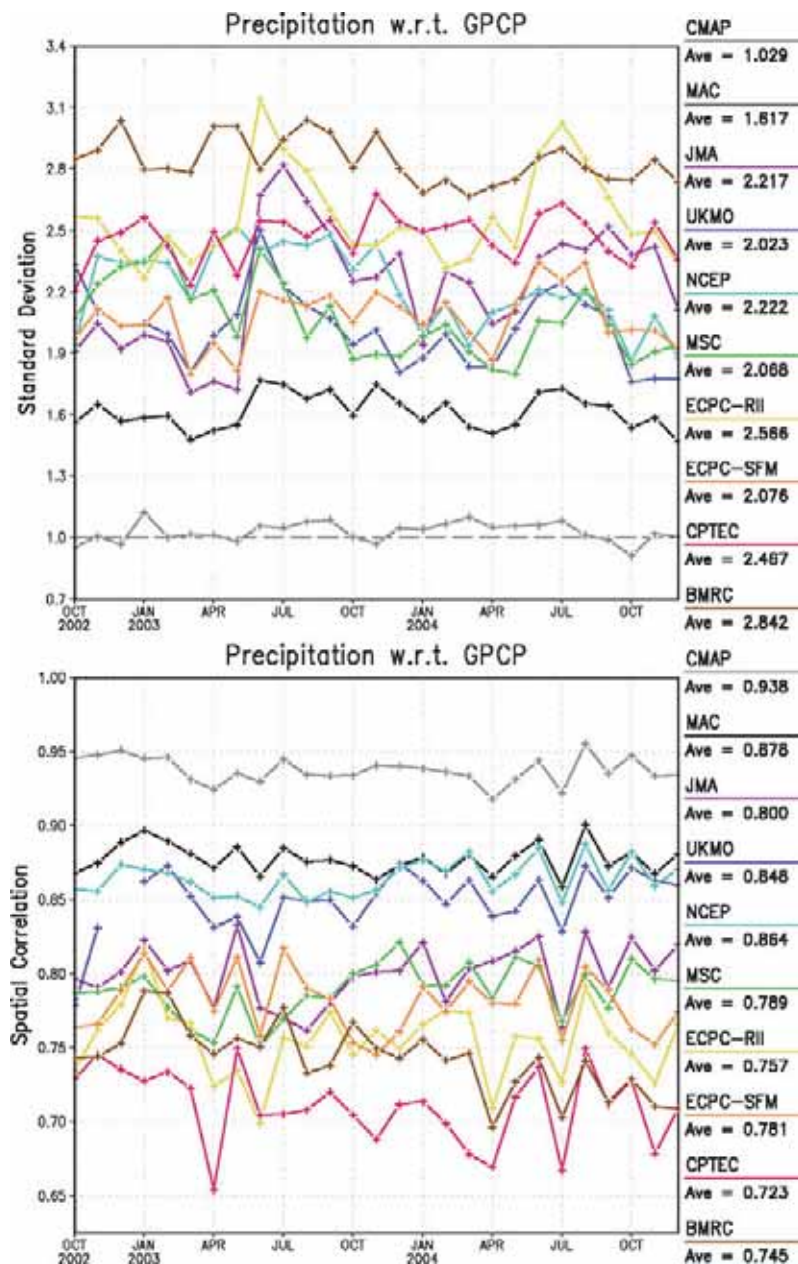 Precipitation w.r.t. GPCP
Standard Deviation
3.4
3.1
2.8
2.5
2.2
1.9
1.6
1.3
1.0
0.7
OCT
2002
JAN
2003
APR
JUL
OCT
JAN
2004
APR
JUL
OCT
CMAP
Ave = 1.029
MAC
Ave = 1.617
JMA
Ave = 2.217
UKMO
Ave = 2.023
NCEP
Ave = 2.222
MSC
Ave = 2.068
ECPC-RII
Ave = 2.566
ECPC-SFM
Ave = 2.076
CPTEC
Ave = 2.467
BMRC
Ave = 2.842
Precipitation w.r.t. GPCP
Spatial Correlation
1.00
0.95
0.90
0.85
0.80
0.75
0.70
0.65
OCT
2002
JAN
2003
APR
JUL
OCT
JAN
2004
APR
JUL
OCT
CMAP
Ave = 0.938
MAC
Ave = 0.878
JMA
Ave = 0.800
UKMO
Ave = 0.848
NCEP
Ave = 0.864
MSC
Ave = 0.789
ECPC-RII
Ave = 0.757
ECPC-SFM
Ave = 0.781
CPTEC
Ave = 0.723
BMRC
Ave = 0.745